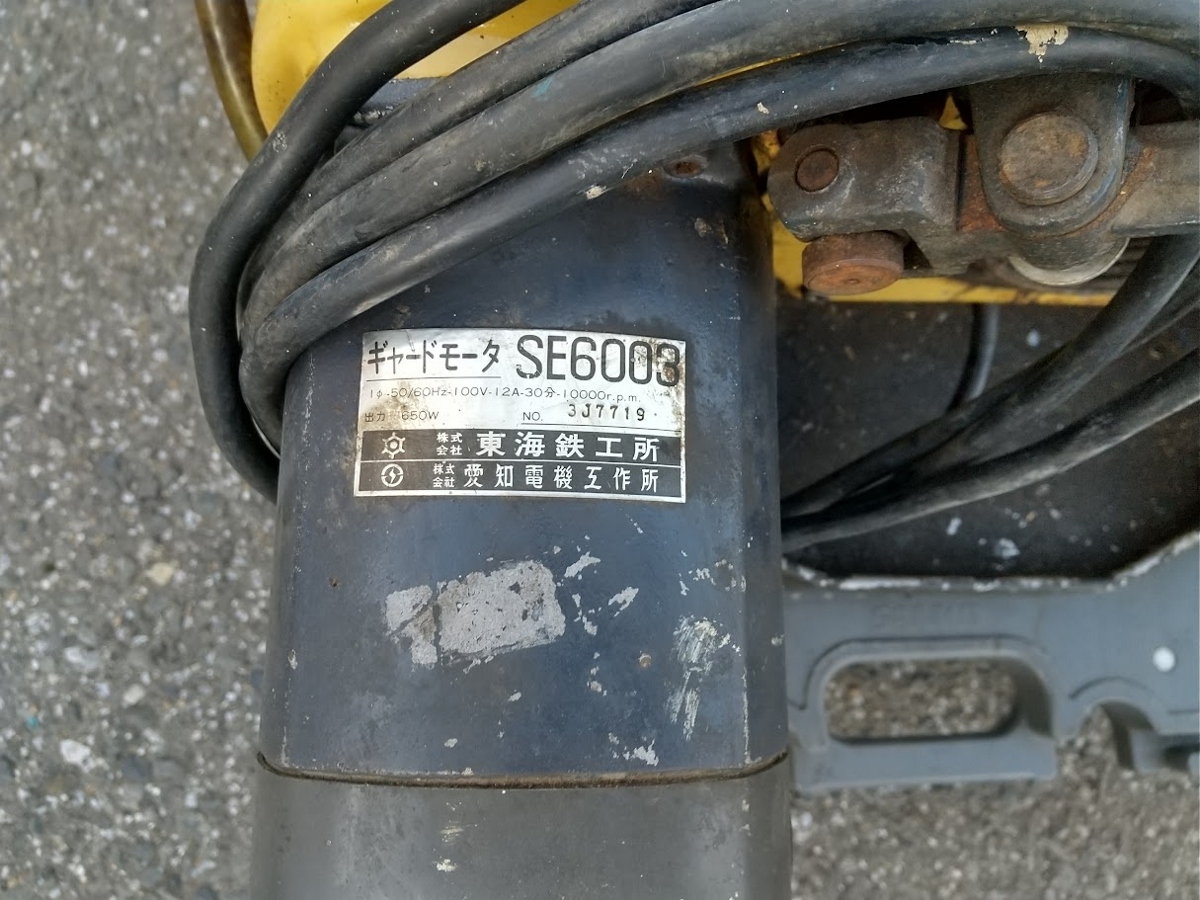 ギャードモータ SE6003
1φ-50/60Hz-100V-12A-30分-10000r.p.m.
出力 650W NO. 3J7719
株式会社 東海鉄工所
株式会社 愛知電機工作所